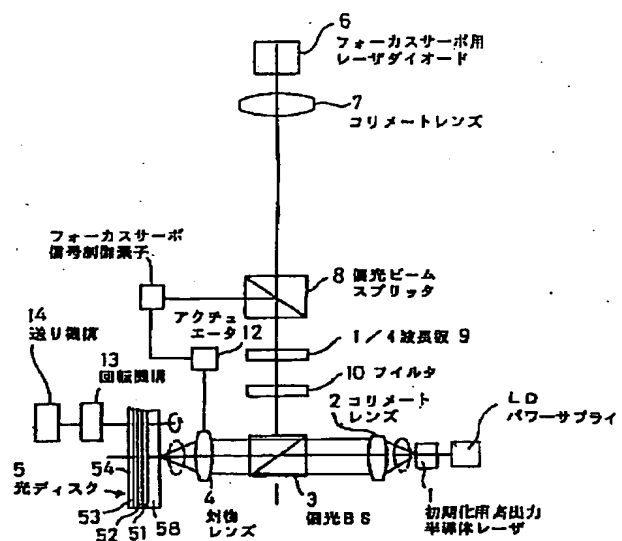 6
フォーカスサーボ用
レーザダイオード
7
コリメートレンズ
フォーカスサーボ
信号制御素子
8 偏光ビーム
スプリッタ
アクチュ
エータ 12
1/4波長板 9
14
送り機構
13
回転機構
10 フィルタ
2 コリメート
レンズ
LD
パワーサプライ
5
光ディスク
54
53
52
51
58
4
対物
レンズ
3
偏光BS
1
初期化用高出力
半導体レーザ